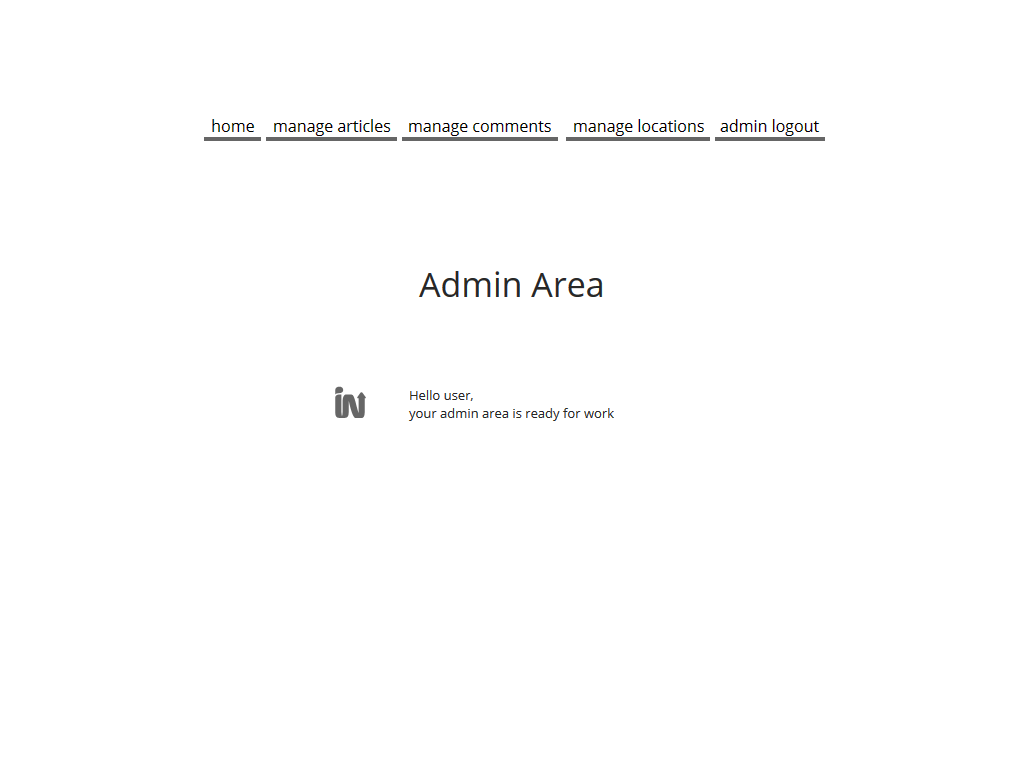 home manage articles manage comments manage locations admin logout
Admin Area
in
Hello user,
your admin area is ready for work